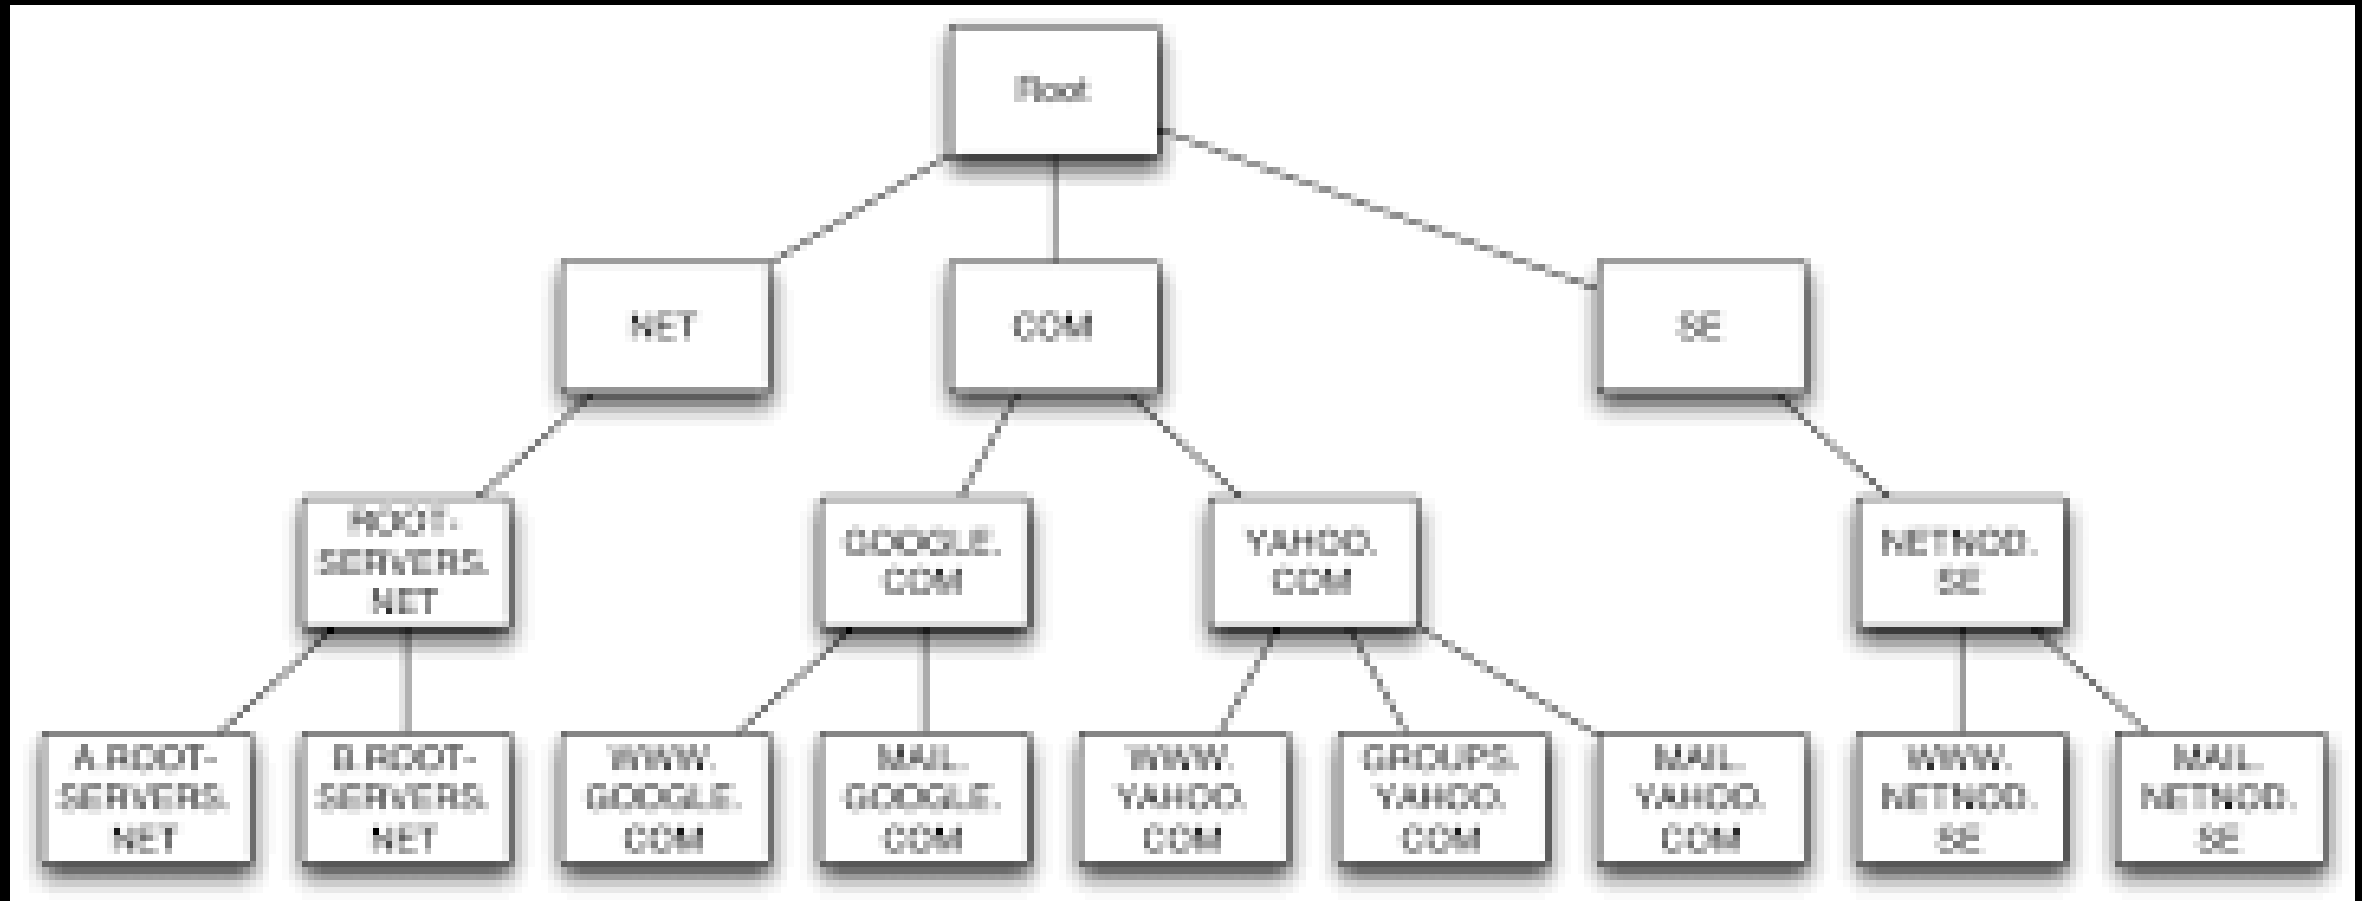 Root
NET
COM
SE
ROOT-
SERVERS.
NET
GOOGLE.
COM
YAHOO.
COM
NETNOD.
SE
A.ROOT-
SERVERS.
NET
B.ROOT-
SERVERS.
NET
WWW.
GOOGLE.
COM
MAIL.
GOOGLE.
COM
WWW.
YAHOO.
COM
GROUPS.
YAHOO.
COM
MAIL.
YAHOO.
COM
WWW.
NETNOD.
SE
MAIL.
NETNOD.
SE